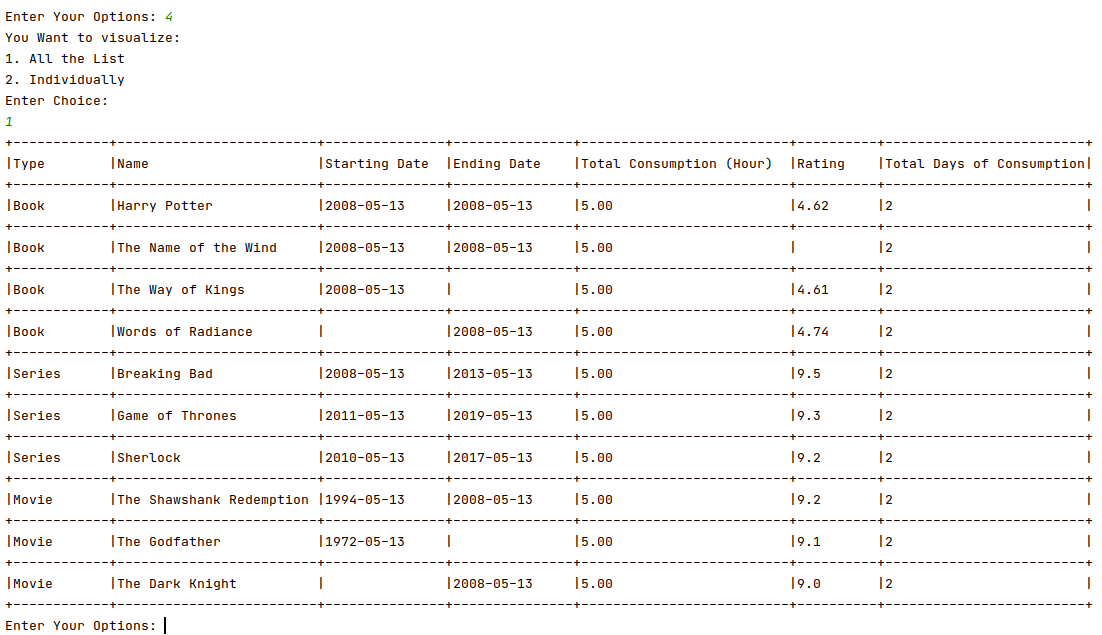 Enter Your Options: 4
You Want to visualize:
1. All the List
2. Individually
Enter Choice:
1
+------------+-------------------------+---------------+---------------+--------------------------+----------+-------------------------+
|Type        |Name                     |Starting Date  |Ending Date    |Total Consumption (Hour)  |Rating    |Total Days of Consumption|
+------------+-------------------------+---------------+---------------+--------------------------+----------+-------------------------+
|Book        |Harry Potter             |2008-05-13     |2008-05-13     |5.00                      |4.62      |2                        |
+------------+-------------------------+---------------+---------------+--------------------------+----------+-------------------------+
|Book        |The Name of the Wind     |2008-05-13     |2008-05-13     |5.00                      |          |2                        |
+------------+-------------------------+---------------+---------------+--------------------------+----------+-------------------------+
|Book        |The Way of Kings         |2008-05-13     |               |5.00                      |4.61      |2                        |
+------------+-------------------------+---------------+---------------+--------------------------+----------+-------------------------+
|Book        |Words of Radiance        |               |2008-05-13     |5.00                      |4.74      |2                        |
+------------+-------------------------+---------------+---------------+--------------------------+----------+-------------------------+
|Series      |Breaking Bad             |2008-05-13     |2013-05-13     |5.00                      |9.5       |2                        |
+------------+-------------------------+---------------+---------------+--------------------------+----------+-------------------------+
|Series      |Game of Thrones          |2011-05-13     |2019-05-13     |5.00                      |9.3       |2                        |
+------------+-------------------------+---------------+---------------+--------------------------+----------+-------------------------+
|Series      |Sherlock                 |2010-05-13     |2017-05-13     |5.00                      |9.2       |2                        |
+------------+-------------------------+---------------+---------------+--------------------------+----------+-------------------------+
|Movie       |The Shawshank Redemption |1994-05-13     |2008-05-13     |5.00                      |9.2       |2                        |
+------------+-------------------------+---------------+---------------+--------------------------+----------+-------------------------+
|Movie       |The Godfather            |1972-05-13     |               |5.00                      |9.1       |2                        |
+------------+-------------------------+---------------+---------------+--------------------------+----------+-------------------------+
|Movie       |The Dark Knight          |               |2008-05-13     |5.00                      |9.0       |2                        |
+------------+-------------------------+---------------+---------------+--------------------------+----------+-------------------------+
Enter Your Options: